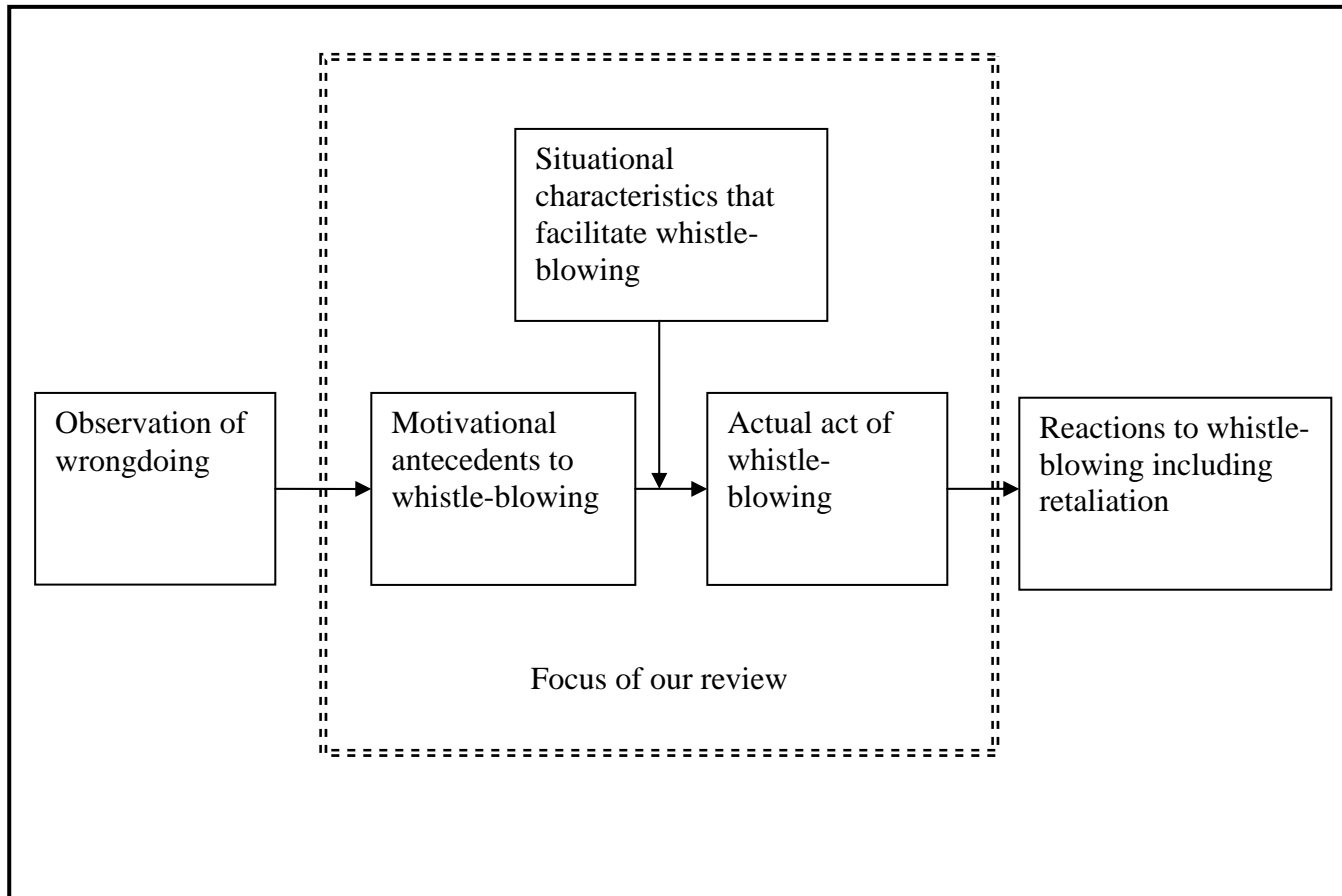 Situational
characteristics that
facilitate whistle-
blowing
Observation of
wrongdoing
Motivational
antecedents to
whistle-blowing
Actual act of
whistle-
blowing
Reactions to whistle-
blowing including
retaliation
Focus of our review